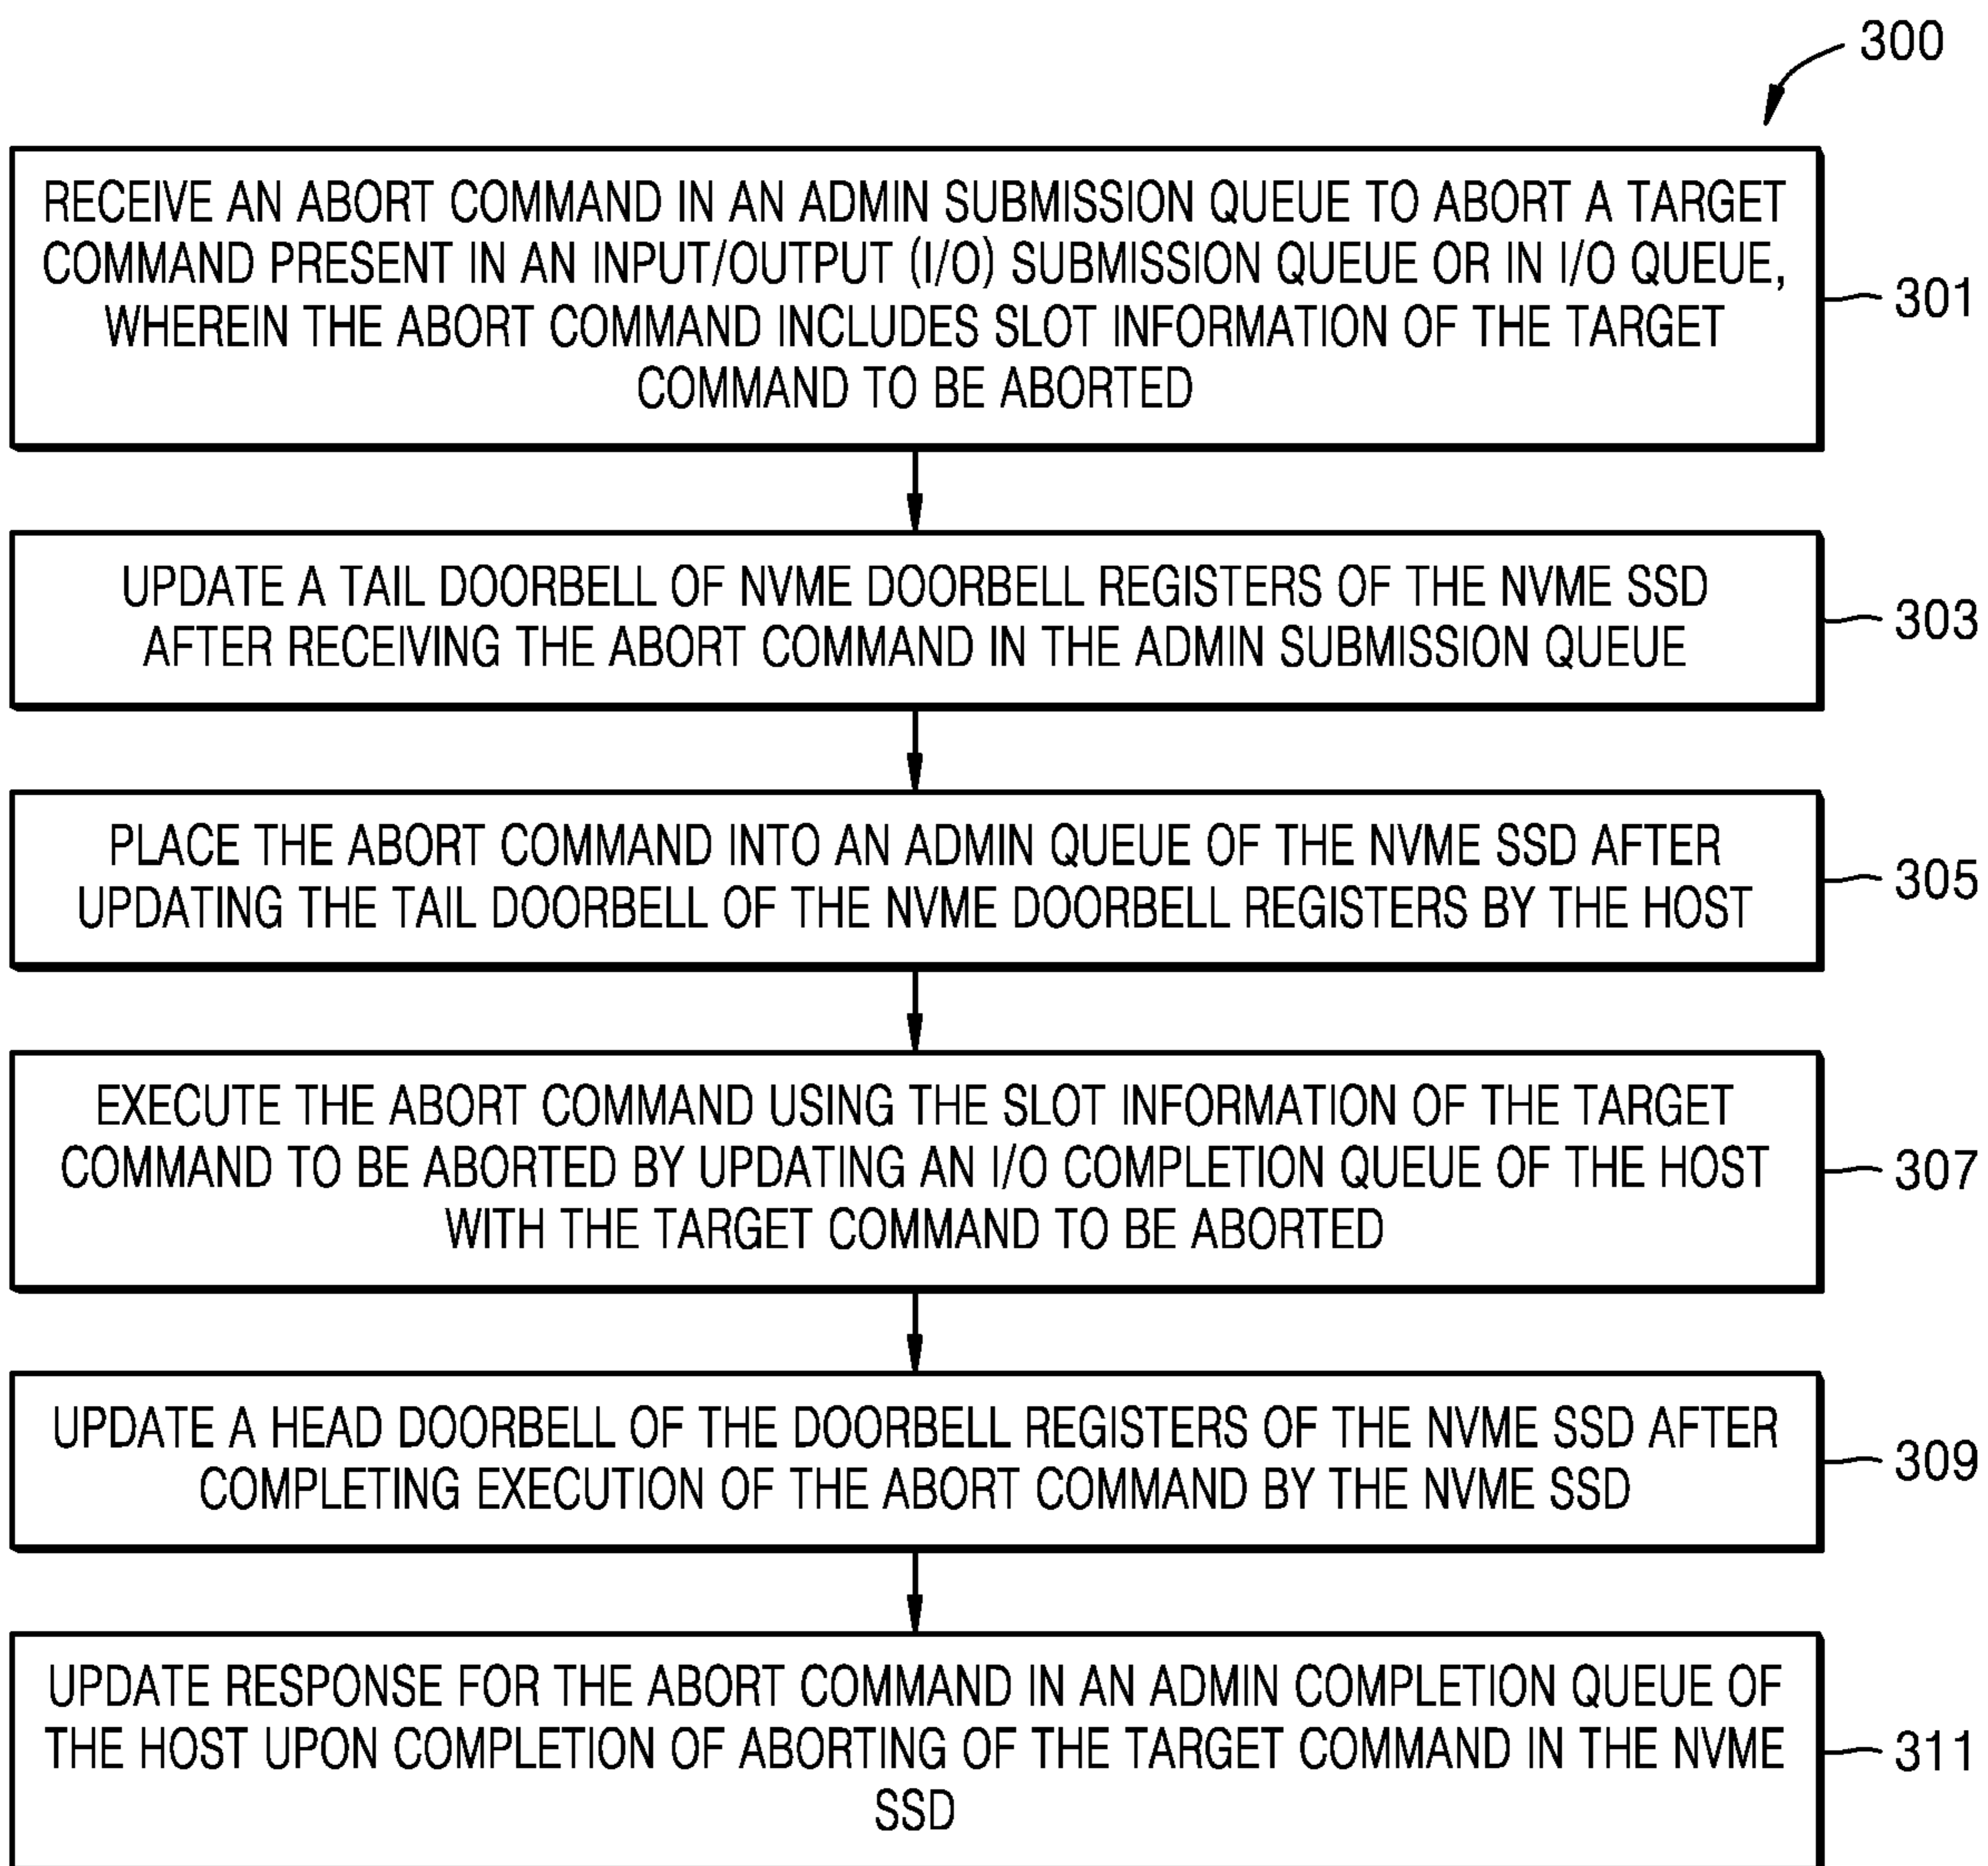 300
RECEIVE AN ABORT COMMAND IN AN ADMIN SUBMISSION QUEUE TO ABORT A TARGET
COMMAND PRESENT IN AN INPUT/OUTPUT (I/O) SUBMISSION QUEUE OR IN I/O QUEUE,
WHEREIN THE ABORT COMMAND INCLUDES SLOT INFORMATION OF THE TARGET
COMMAND TO BE ABORTED
301
UPDATE A TAIL DOORBELL OF NVME DOORBELL REGISTERS OF THE NVME SSD
AFTER RECEIVING THE ABORT COMMAND IN THE ADMIN SUBMISSION QUEUE
303
PLACE THE ABORT COMMAND INTO AN ADMIN QUEUE OF THE NVME SSD AFTER
UPDATING THE TAIL DOORBELL OF THE NVME DOORBELL REGISTERS BY THE HOST
305
EXECUTE THE ABORT COMMAND USING THE SLOT INFORMATION OF THE TARGET
COMMAND TO BE ABORTED BY UPDATING AN I/O COMPLETION QUEUE OF THE HOST
WITH THE TARGET COMMAND TO BE ABORTED
307
UPDATE A HEAD DOORBELL OF THE DOORBELL REGISTERS OF THE NVME SSD AFTER
COMPLETING EXECUTION OF THE ABORT COMMAND BY THE NVME SSD
309
UPDATE RESPONSE FOR THE ABORT COMMAND IN AN ADMIN COMPLETION QUEUE OF
THE HOST UPON COMPLETION OF ABORTING OF THE TARGET COMMAND IN THE NVME
SSD
311